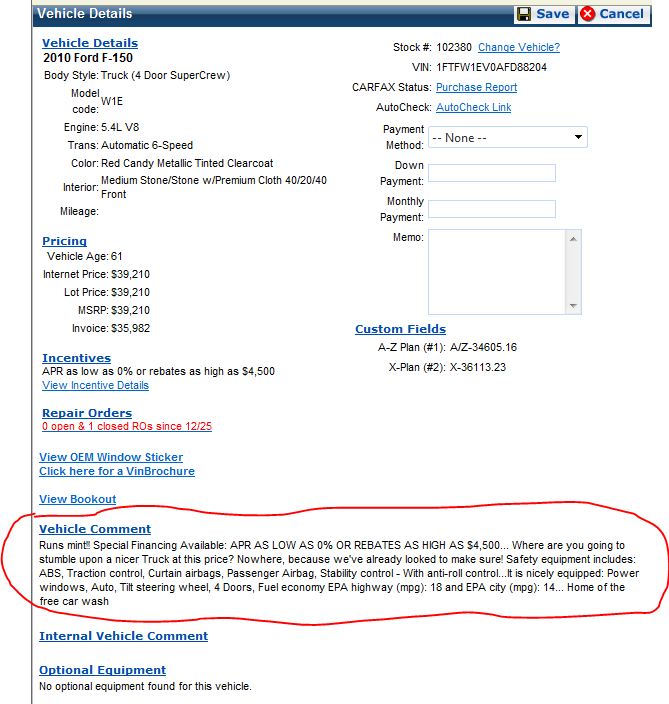 Vehicle Details
Save
Cancel
Vehicle Details
2010 Ford F-150
Body Style: Truck (4 Door SuperCrew)
Model code: W1E
Engine: 5.4L V8
Trans: Automatic 6-Speed
Color: Red Candy Metallic Tinted Clearcoat
Interior: Medium Stone/Stone w/Premium Cloth 40/20/40
Front
Mileage:
Pricing
Vehicle Age: 61
Internet Price: $39,210
Lot Price: $39,210
MSRP: $39,210
Invoice: $35,982
Incentives
APR as low as 0% or rebates as high as $4,500
View Incentive Details
Repair Orders
0 open & 1 closed ROs since 12/25
View OEM Window Sticker
Click here for a VinBrochure
View Bookout
Stock #: 102380 Change Vehicle?
VIN: 1FTFW1EV0AFD88204
CARFAX Status: Purchase Report
AutoCheck: AutoCheck Link
Payment
Method: -- None --
Down
Payment:
Monthly
Payment:
Memo:
Custom Fields
A-Z Plan (#1): A/Z-34605.16
X-Plan (#2): X-36113.23
Vehicle Comment
Runs mint!! Special Financing Available: APR AS LOW AS 0% OR REBATES AS HIGH AS $4,500... Where are you going to
stumble upon a nicer Truck at this price? Nowhere, because we've already looked to make sure! Safety equipment includes:
ABS, Traction control, Curtain airbags, Passenger Airbag, Stability control - With anti-roll control...It is nicely equipped: Power
windows, Auto, Tilt steering wheel, 4 Doors, Fuel economy EPA highway (mpg): 18 and EPA city (mpg): 14... Home of the
free car wash
Internal Vehicle Comment
Optional Equipment
No optional equipment found for this vehicle.